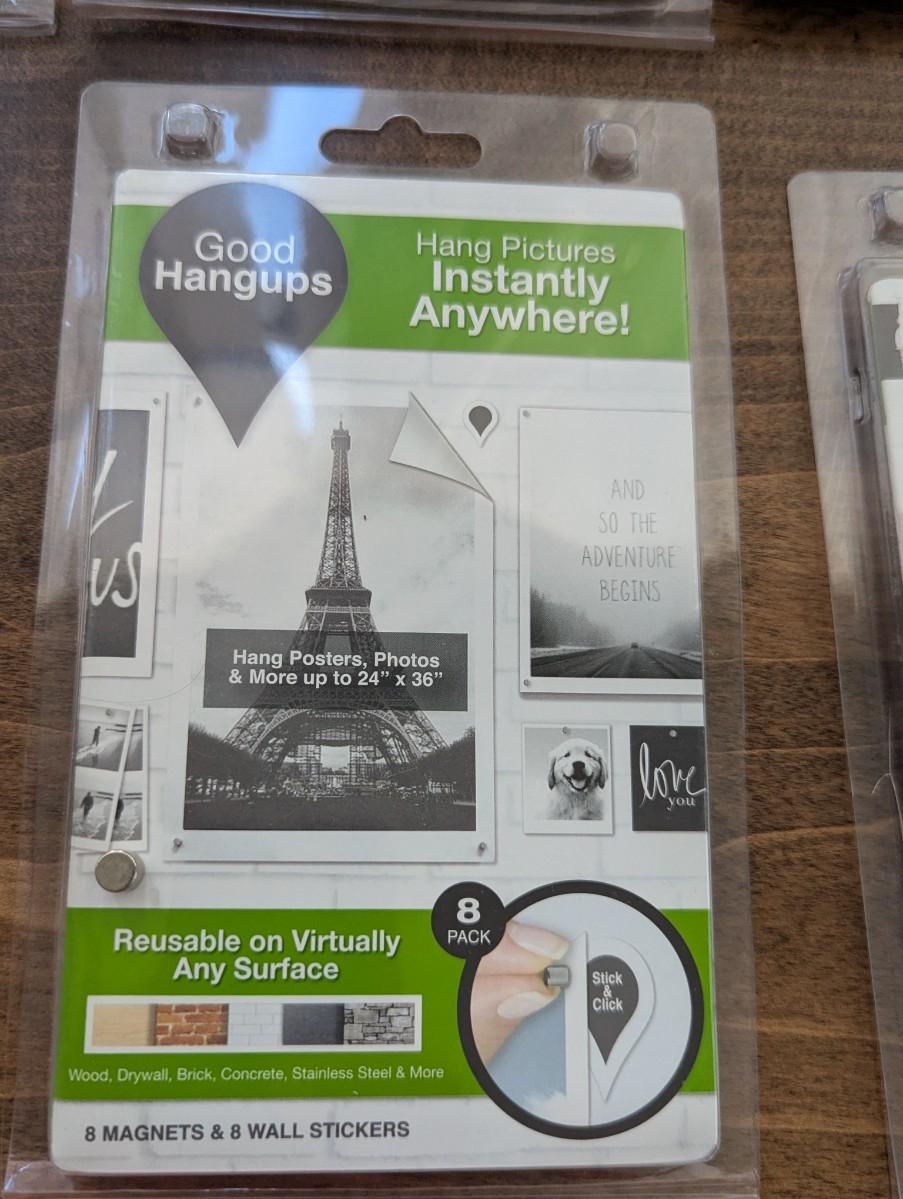 Good
Hangups
Hang Pictures
Instantly
Anywhere!
AND
SO THE
ADVENTURE
BEGINS
US
Hang Posters, Photos
& More up to 24” x 36”
love
you
8
PACK
Reusable on Virtually
Any Surface
Stick
&
Click
Wood, Drywall, Brick, Concrete, Stainless Steel & More
8 MAGNETS & 8 WALL STICKERS